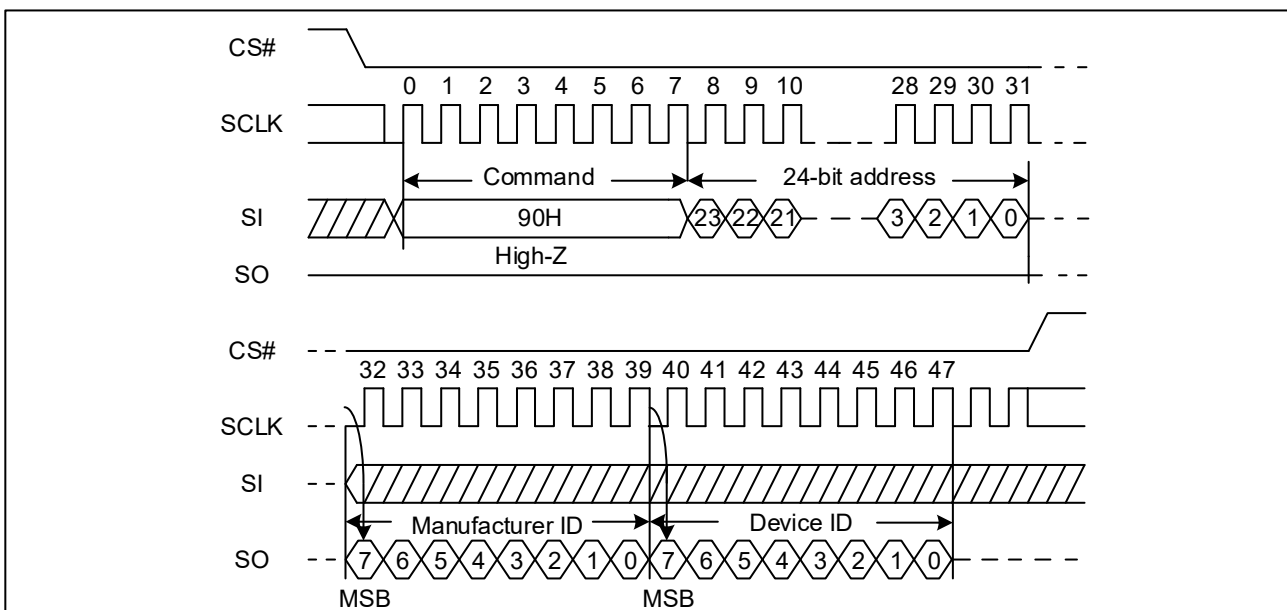 CS#
0 1 2 3 4 5 6 7 8 9 10 28 29 30 31
SCLK
Command 24-bit address
SI 90H 23 22 21 3 2 1 0
High-Z
SO
CS#
32 33 34 35 36 37 38 39 40 41 42 43 44 45 46 47
SCLK
SI
Manufacturer ID Device ID
SO 7 6 5 4 3 2 1 0 7 6 5 4 3 2 1 0
MSB MSB